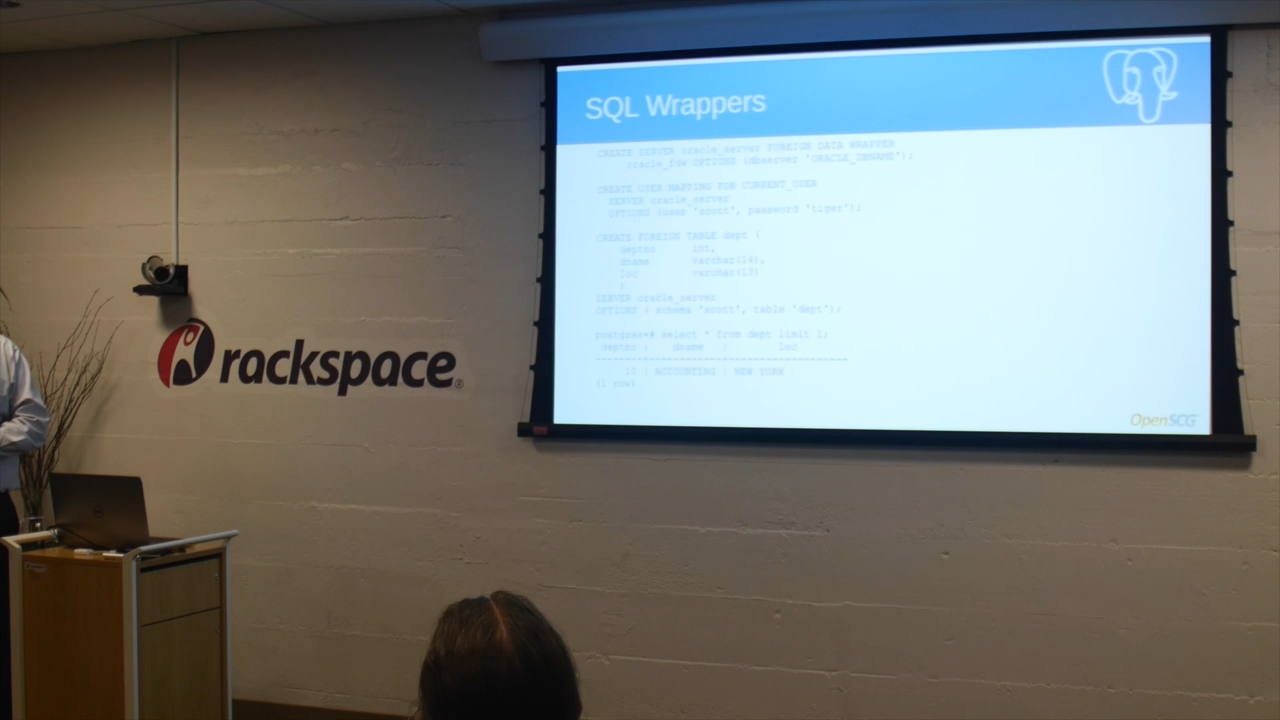 SQL Wrappers
CREATE SERVER oracle_server FOREIGN DATA WRAPPER
oracle_fdw OPTIONS (dbserver 'ORACLE_DBNAME');
CREATE USER MAPPING FOR CURRENT_USER
SERVER oracle_server
OPTIONS (user 'scott', password 'tiger');
CREATE FOREIGN TABLE dept (
deptno int,
dname varchar(14),
loc varchar(13)
)
SERVER oracle_server
OPTIONS ( schema 'scott', table 'dept');
postgres=# select * from dept limit 1;
deptno | dname | loc
------------------------------------------
10 | ACCOUNTING | NEW YORK
(1 row)
OpenSCG
rackspace®
DELL